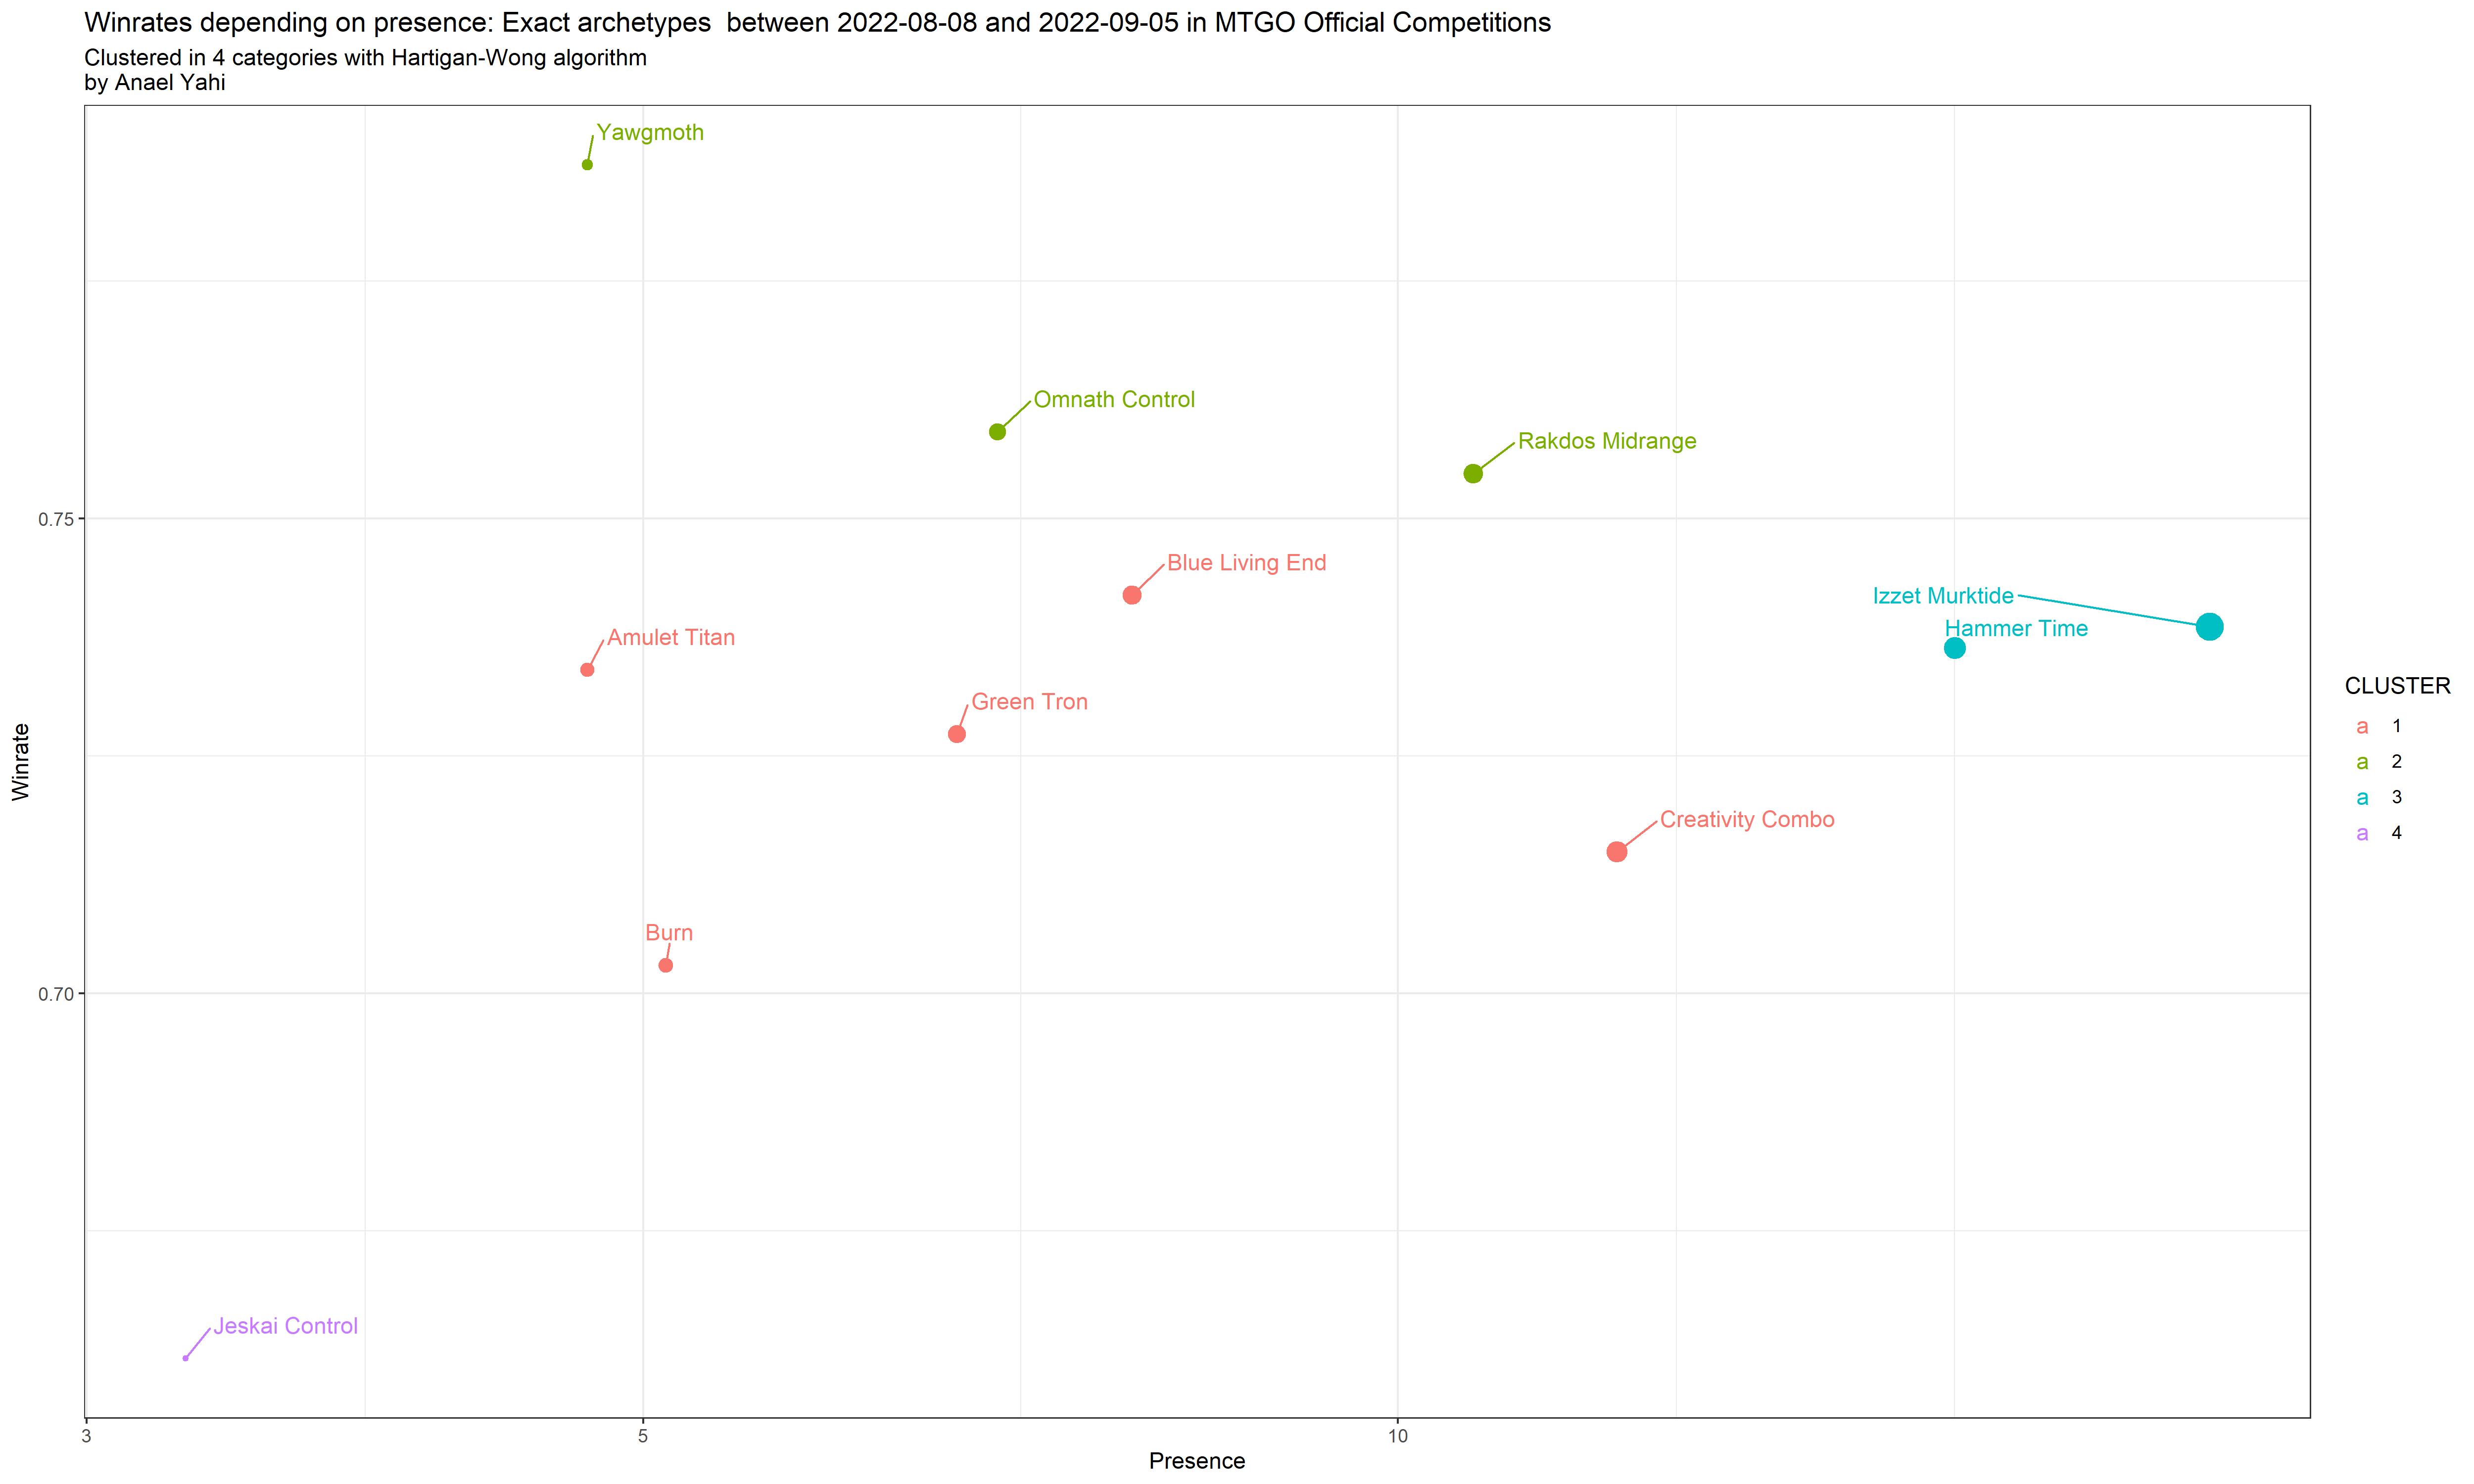 Winrates depending on presence: Exact archetypes  between 2022-08-08 and 2022-09-05 in MTGO Official Competitions
Clustered in 4 categories with Hartigan-Wong algorithm
by Anael Yahi
Yawgmoth
Omnath Control
Rakdos Midrange
0.75
Blue Living End
Izzet Murktide
Hammer Time
Amulet Titan
Green Tron
Creativity Combo
Burn
0.70
Jeskai Control
Winrate
3
5
10
Presence
CLUSTER
a 1
a 2
a 3
a 4